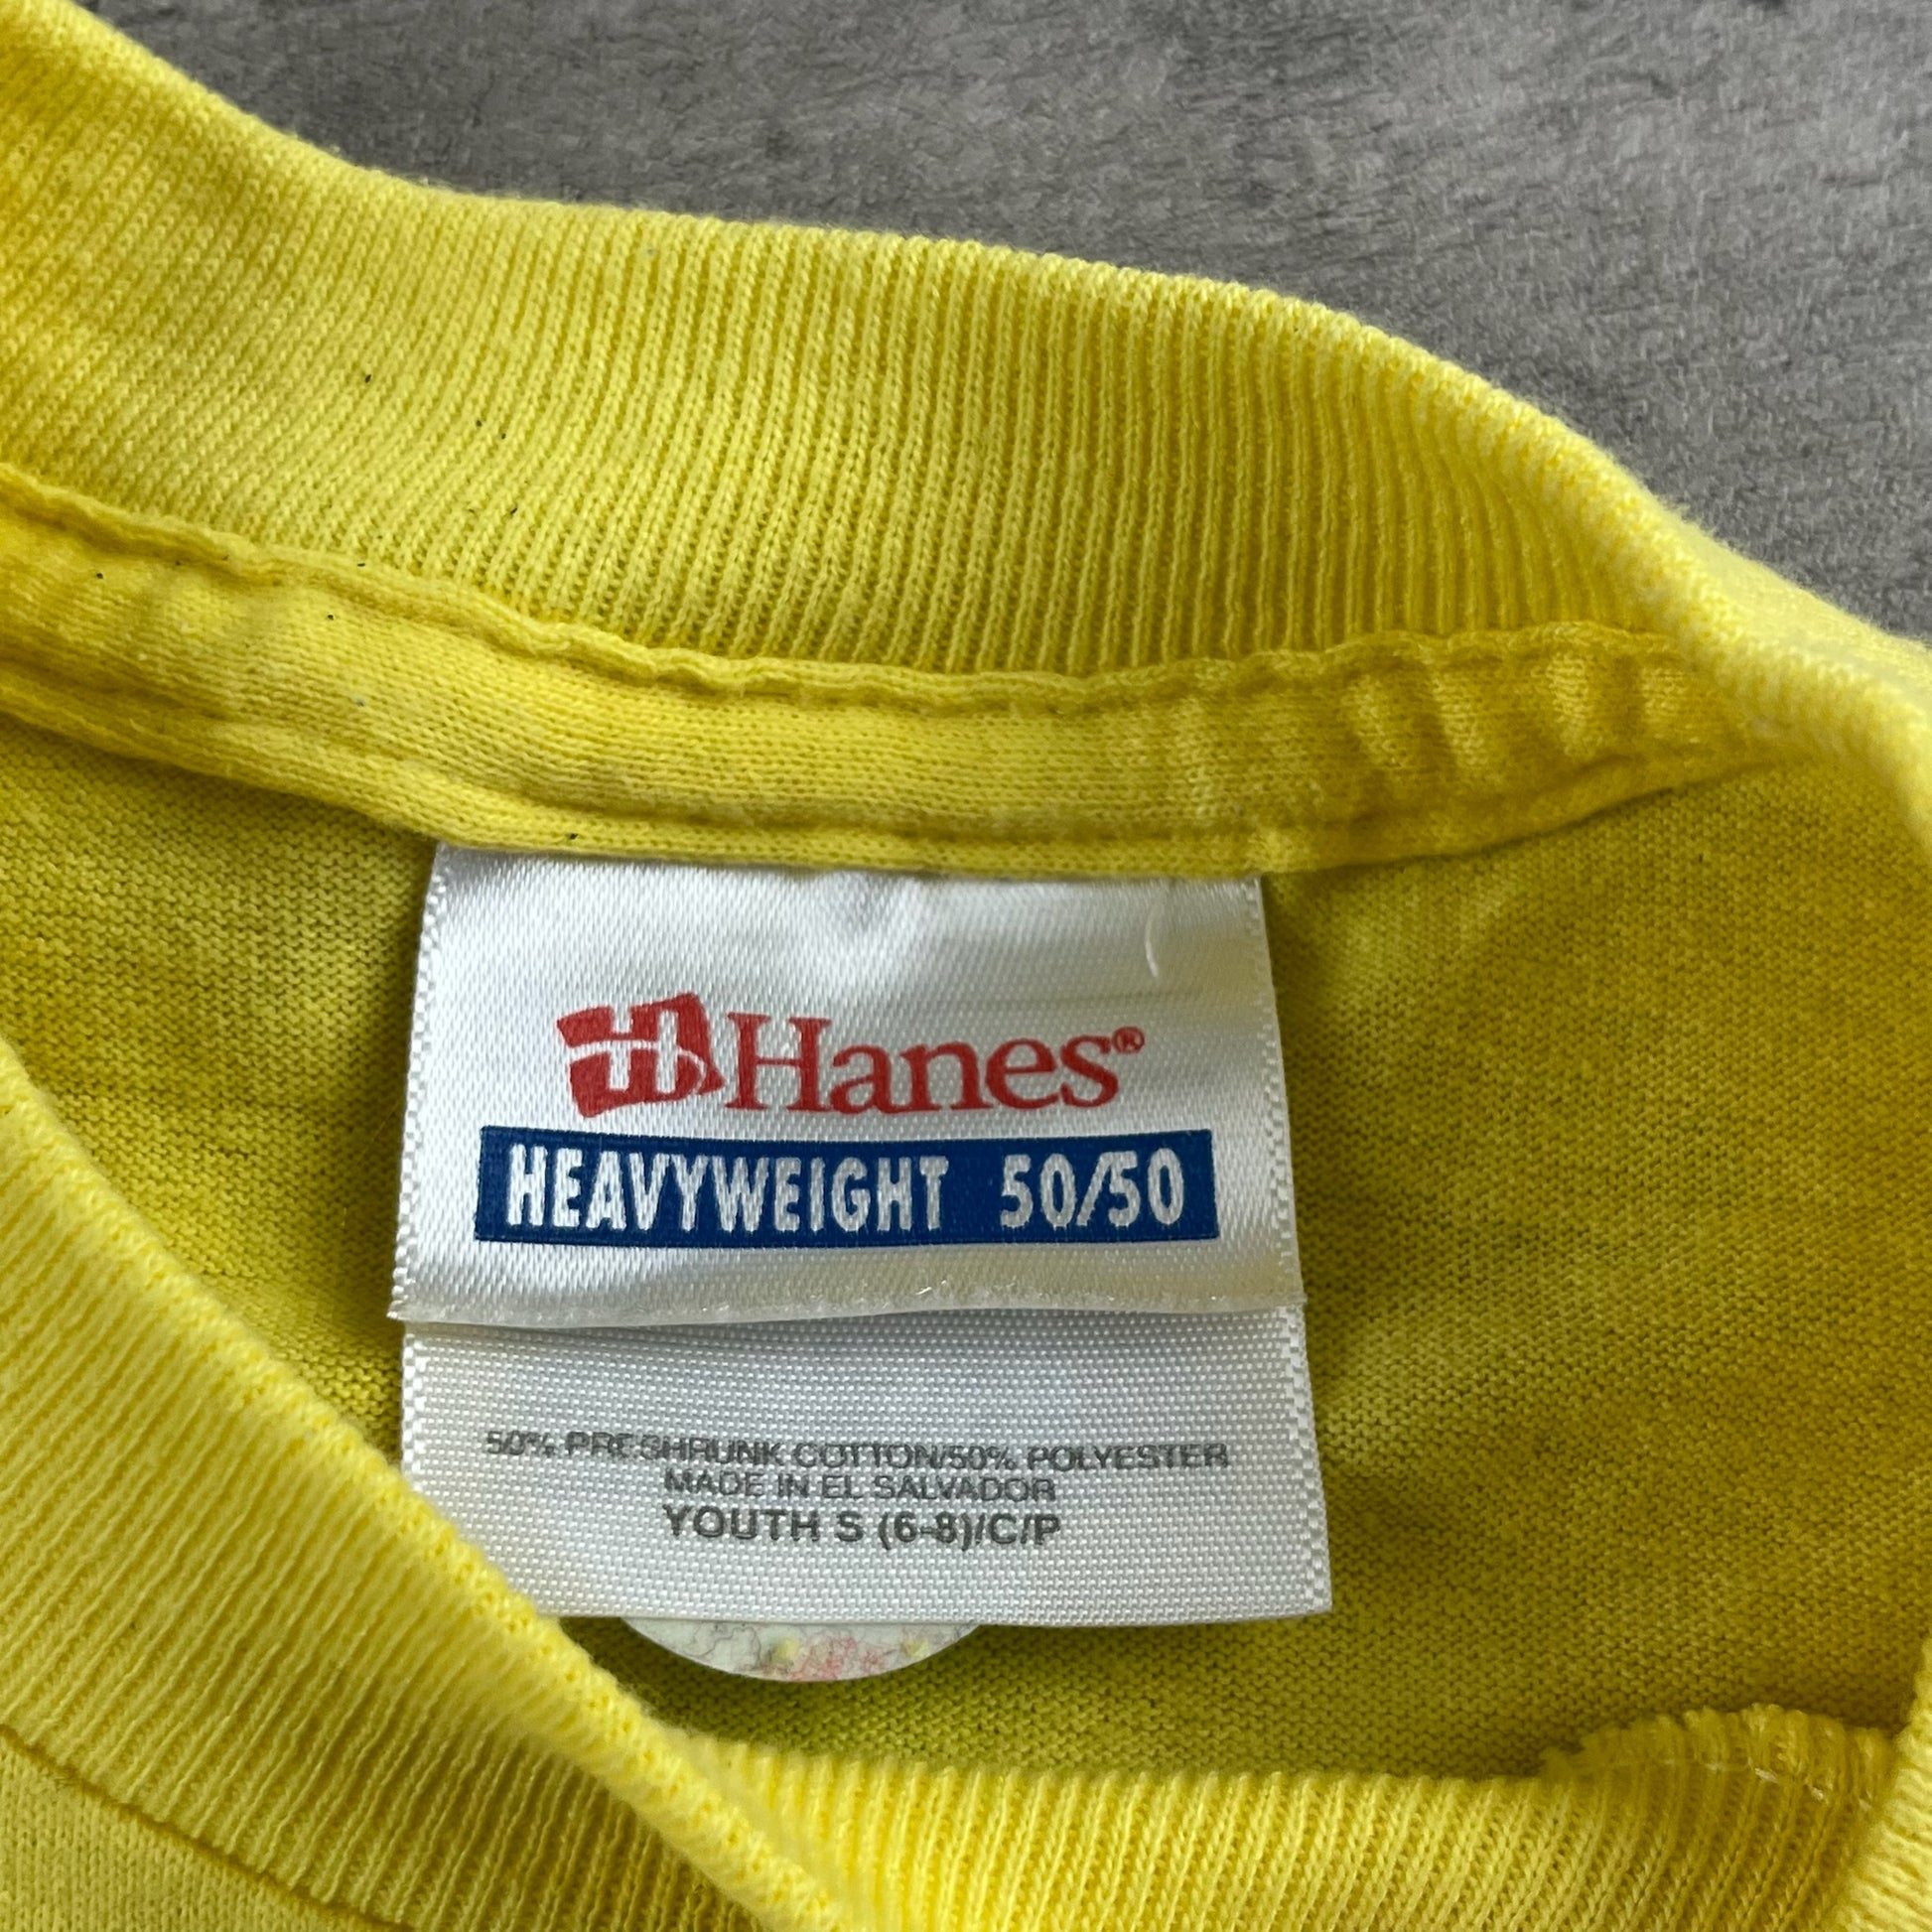 Hanes®
HEAVYWEIGHT 50/50
50% PRESHRUNK COTTON/50% POLYESTER
MADE IN EL SALVADOR
YOUTH S (6-8)/C/P